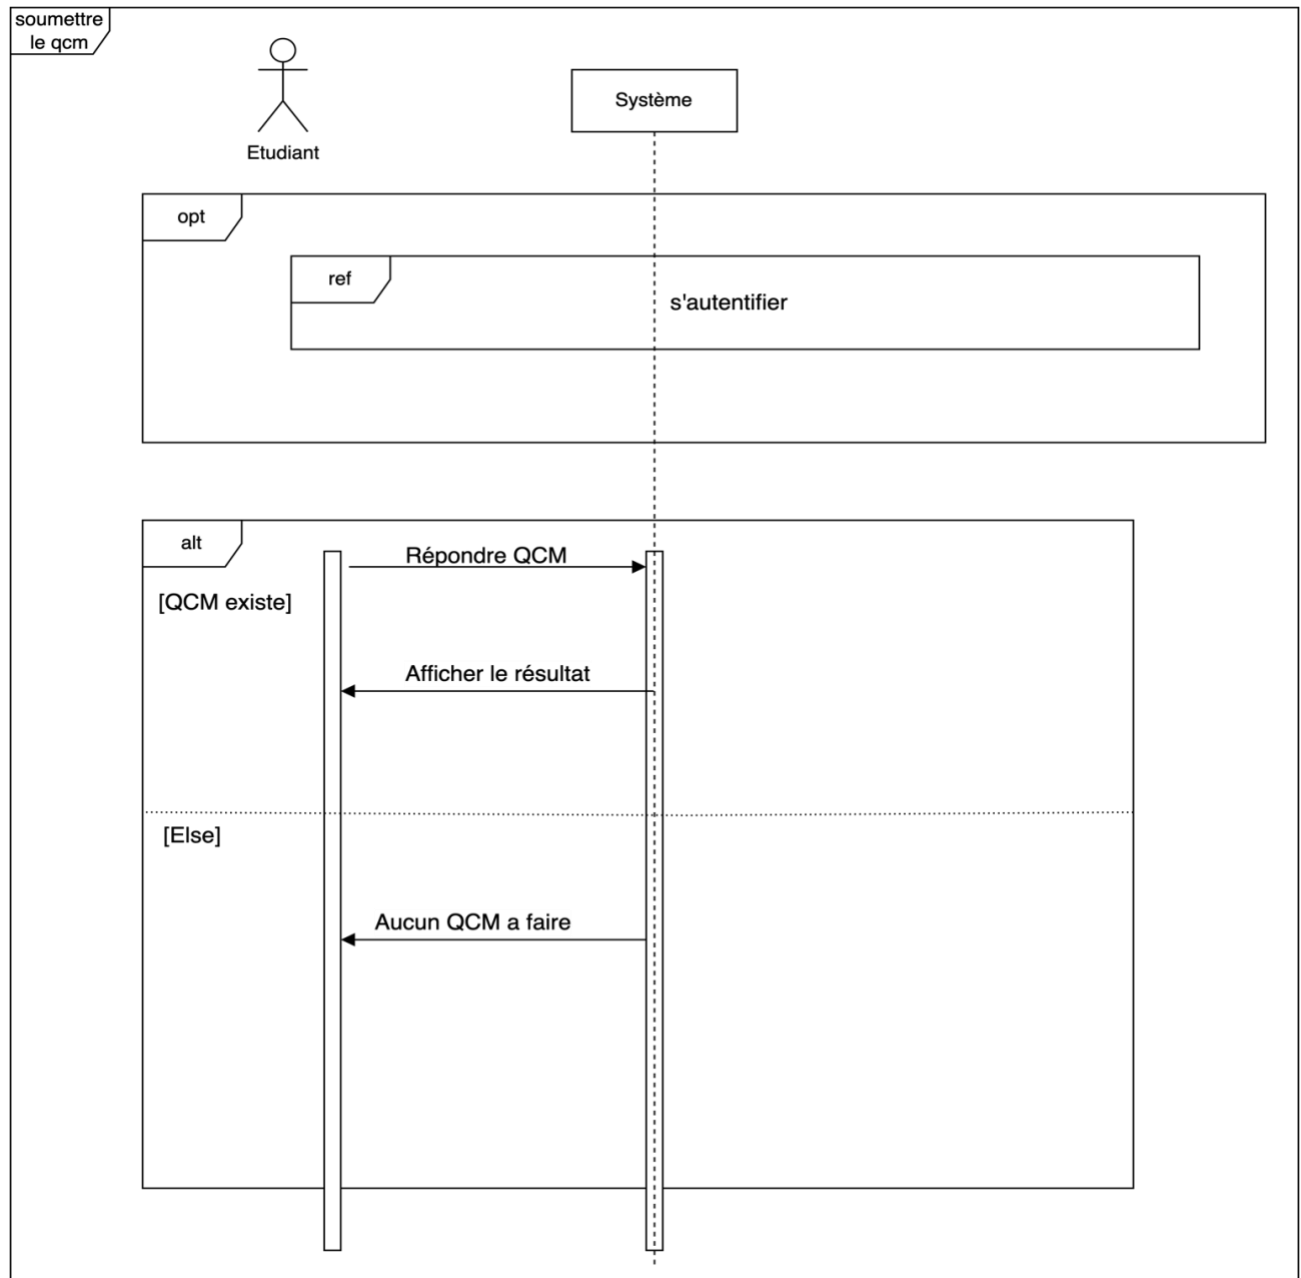 soumettre
le qcm
Etudiant
Système
opt
ref
s'autentifier
alt
Répondre QCM
[QCM existe]
Afficher le résultat
[Else]
Aucun QCM a faire